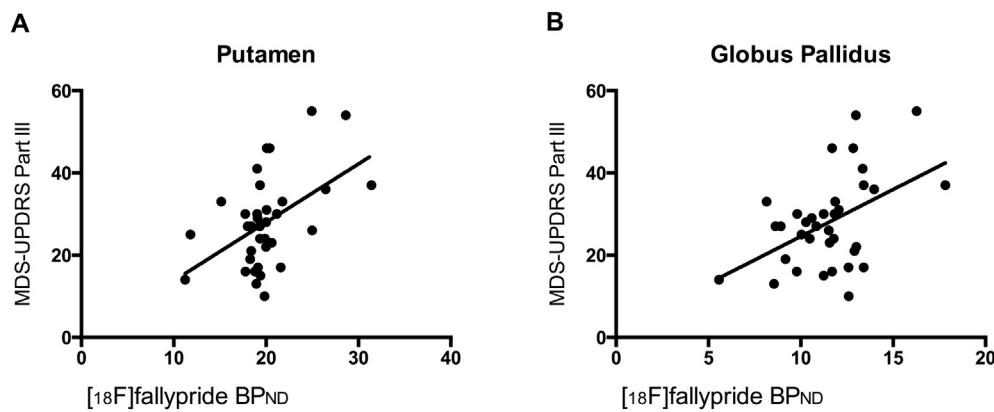 A
Putamen
MDS-UPDRS Part III
60
40
20
0
0 10 20 30 40
[18F]fallypride BPND
B
Globus Pallidus
MDS-UPDRS Part III
60
40
20
0
0 5 10 15 20
[18F]fallypride BPND